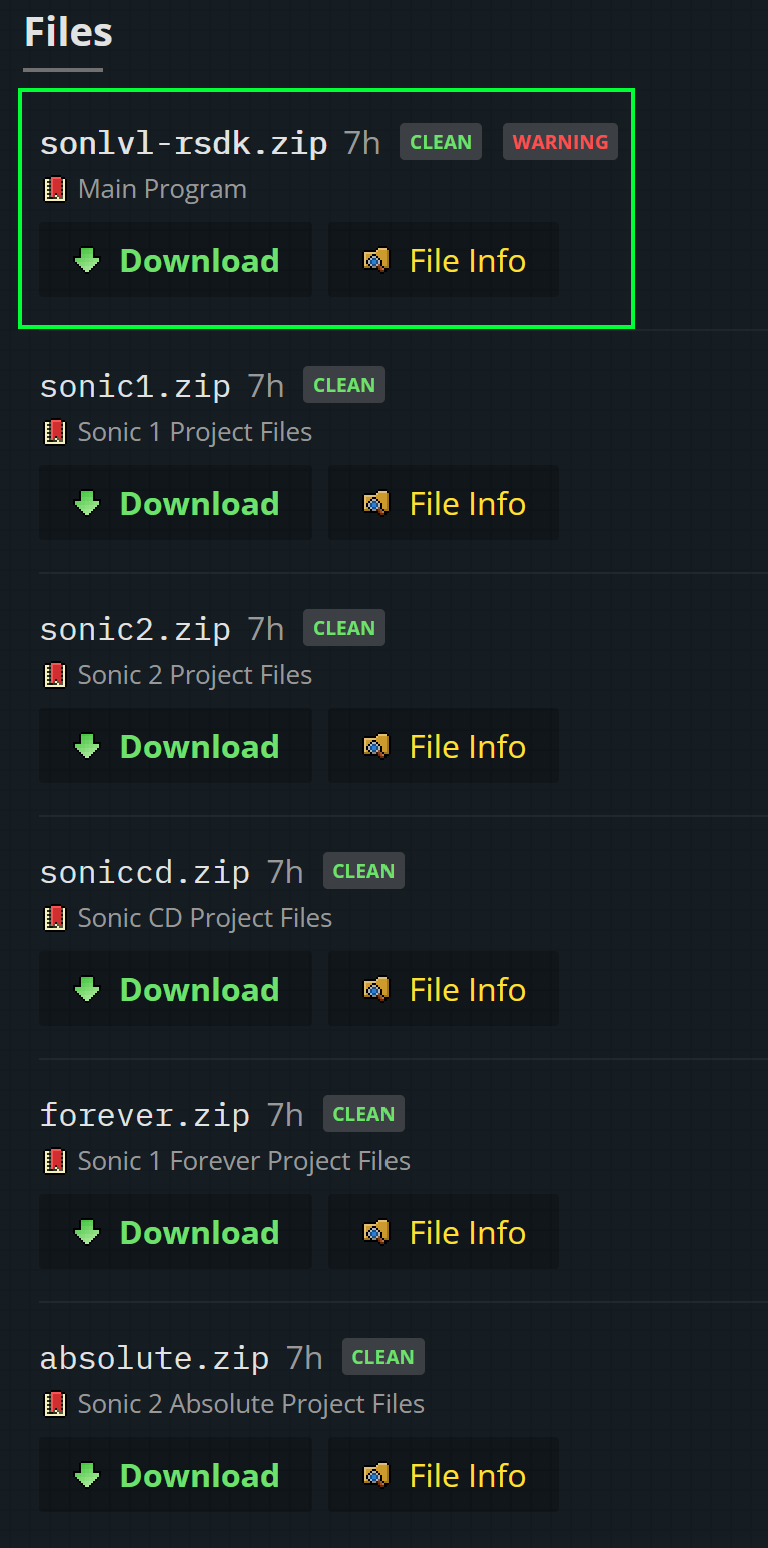 Files
sonlvl-rsdk.zip 7h CLEAN WARNING
Main Program
Download File Info
sonic1.zip 7h CLEAN
Sonic 1 Project Files
Download File Info
sonic2.zip 7h CLEAN
Sonic 2 Project Files
Download File Info
soniccd.zip 7h CLEAN
Sonic CD Project Files
Download File Info
forever.zip 7h CLEAN
Sonic 1 Forever Project Files
Download File Info
absolute.zip 7h CLEAN
Sonic 2 Absolute Project Files
Download File Info